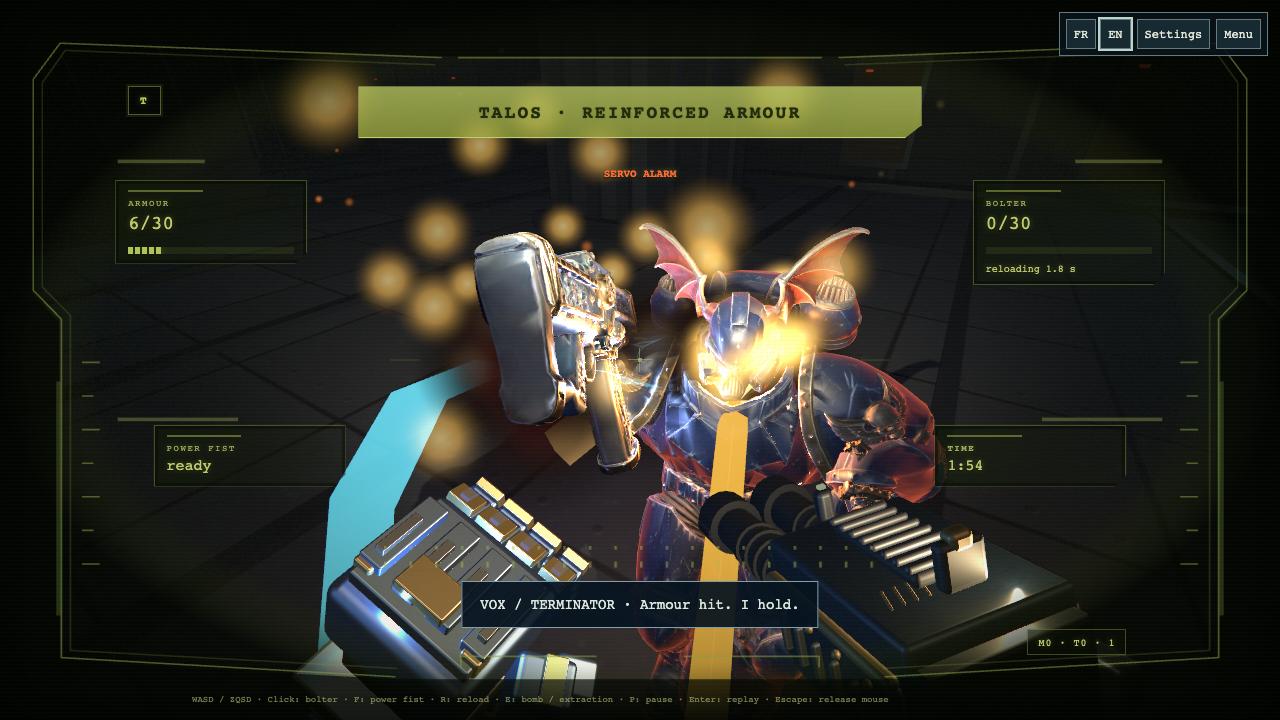 FR EN Settings Menu
T
TALOS · REINFORCED ARMOUR
SERVO ALARM
ARMOUR
6/30
BOLTER
0/30
reloading 1.8 s
POWER FIST
ready
TIME
1:54
VOX / TERMINATOR · Armour hit. I hold.
M0 · T0 · 1
WASD / ZQSD · Click: bolter · F: power fist · R: reload · E: bomb / extraction · P: pause · Enter: replay · Escape: release mouse